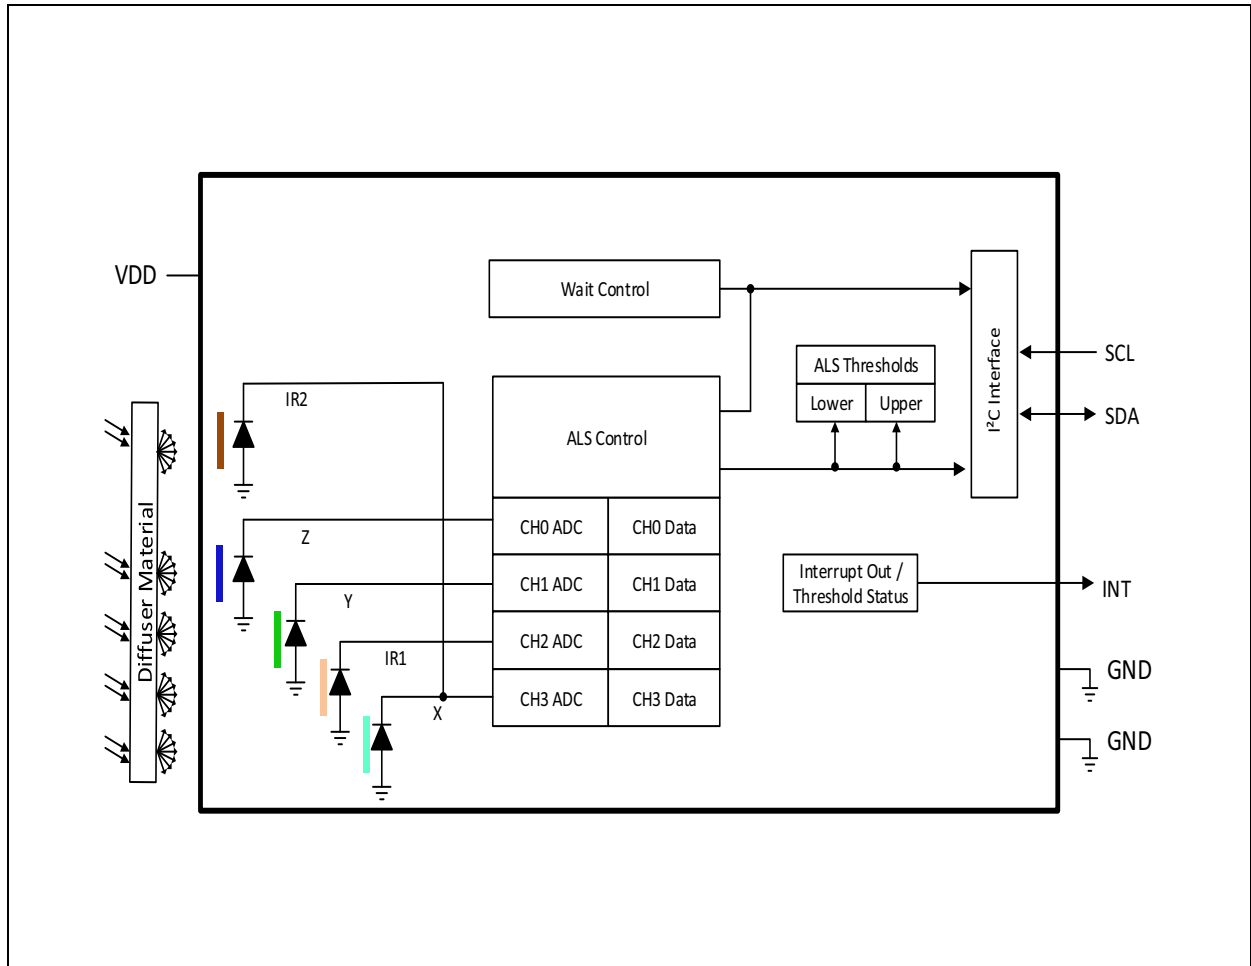 VDD
Wait Control
SCL
ALS Thresholds
Lower
Upper
I²C Interface
IR2
SDA
ALS Control
Diffuser Material
Z
CH0 ADC
CH0 Data
Y
CH1 ADC
CH1 Data
Interrupt Out /
Threshold Status
INT
IR1
CH2 ADC
CH2 Data
GND
X
CH3 ADC
CH3 Data
GND